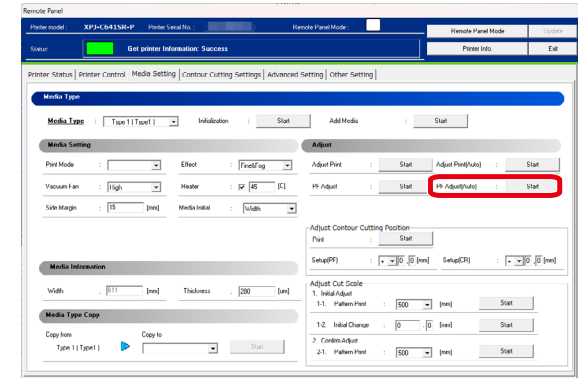 Remote Panel
Printer model : XPJ-C641SR-P Printer Serial No. : Remote Panel Mode : Remote Panel Mode Update
Status: Get printer Information: Success Printer Info. Exit
Printer Status Printer Control Media Setting Contour Cutting Settings Advanced Setting Other Setting
Media Type
Media Type : Type 1 ( Type1 ) Initialization : Start Add Media : Start
Media Setting Adjust
Print Mode : Effect : Fine&Fog Adjust Print : Start Adjust Print(Auto) : Start
Vacuum Fan : High Heater : 45 [C] PF Adjust : Start PF Adjust(Auto) : Start
Side Margin : 15 [mm] Media Initial : Width
Adjust Contour Cutting Position
Print : Start
Setup(PF) : + 0 . 0 [mm] Setup(CR) : + 0 . 0 [mm]
Media Information
Width : 611 [mm] Thickness : 280 [um]
Adjust Cut Scale
1. Initial Adjust
1-1. Pattern Print : 500 [mm] Start
Media Type Copy
1-2. Initial Change : 0 . 0 [mm] Start
Copy from Copy to
2. Confirm Adjust
Type 1 ( Type1 ) Start
2-1. Pattern Print : 500 [mm] Start